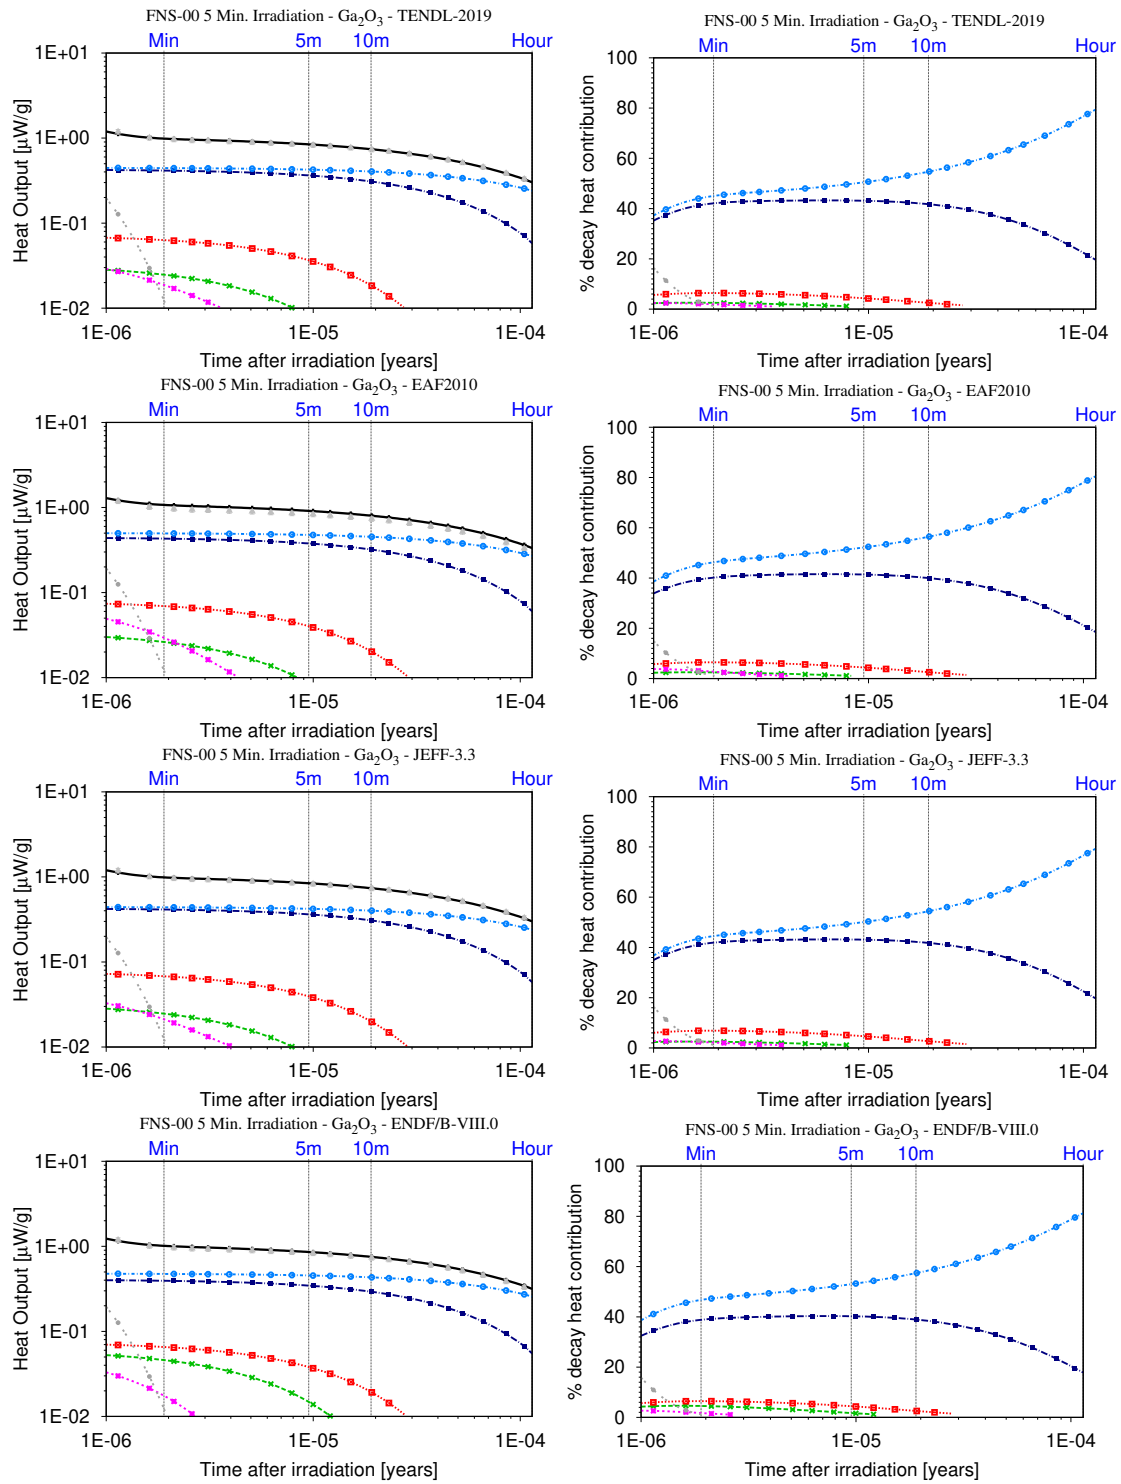 FNS-00 5 Min. Irradiation - Ga2O3 - TENDL-2019
Min 5m 10m Hour
1E+01
1E+00
1E-01
1E-02
Heat Output [µW/g]
1E-06 1E-05 1E-04
Time after irradiation [years]
FNS-00 5 Min. Irradiation - Ga2O3 - TENDL-2019
Min 5m 10m Hour
100
80
60
40
20
0
% decay heat contribution
1E-06 1E-05 1E-04
Time after irradiation [years]
FNS-00 5 Min. Irradiation - Ga2O3 - EAF2010
Min 5m 10m Hour
1E+01
1E+00
1E-01
1E-02
Heat Output [µW/g]
1E-06 1E-05 1E-04
Time after irradiation [years]
FNS-00 5 Min. Irradiation - Ga2O3 - EAF2010
Min 5m 10m Hour
100
80
60
40
20
0
% decay heat contribution
1E-06 1E-05 1E-04
Time after irradiation [years]
FNS-00 5 Min. Irradiation - Ga2O3 - JEFF-3.3
Min 5m 10m Hour
1E+01
1E+00
1E-01
1E-02
Heat Output [µW/g]
1E-06 1E-05 1E-04
Time after irradiation [years]
FNS-00 5 Min. Irradiation - Ga2O3 - JEFF-3.3
Min 5m 10m Hour
100
80
60
40
20
0
% decay heat contribution
1E-06 1E-05 1E-04
Time after irradiation [years]
FNS-00 5 Min. Irradiation - Ga2O3 - ENDF/B-VIII.0
Min 5m 10m Hour
1E+01
1E+00
1E-01
1E-02
Heat Output [µW/g]
1E-06 1E-05 1E-04
Time after irradiation [years]
FNS-00 5 Min. Irradiation - Ga2O3 - ENDF/B-VIII.0
Min 5m 10m Hour
100
80
60
40
20
0
% decay heat contribution
1E-06 1E-05 1E-04
Time after irradiation [years]